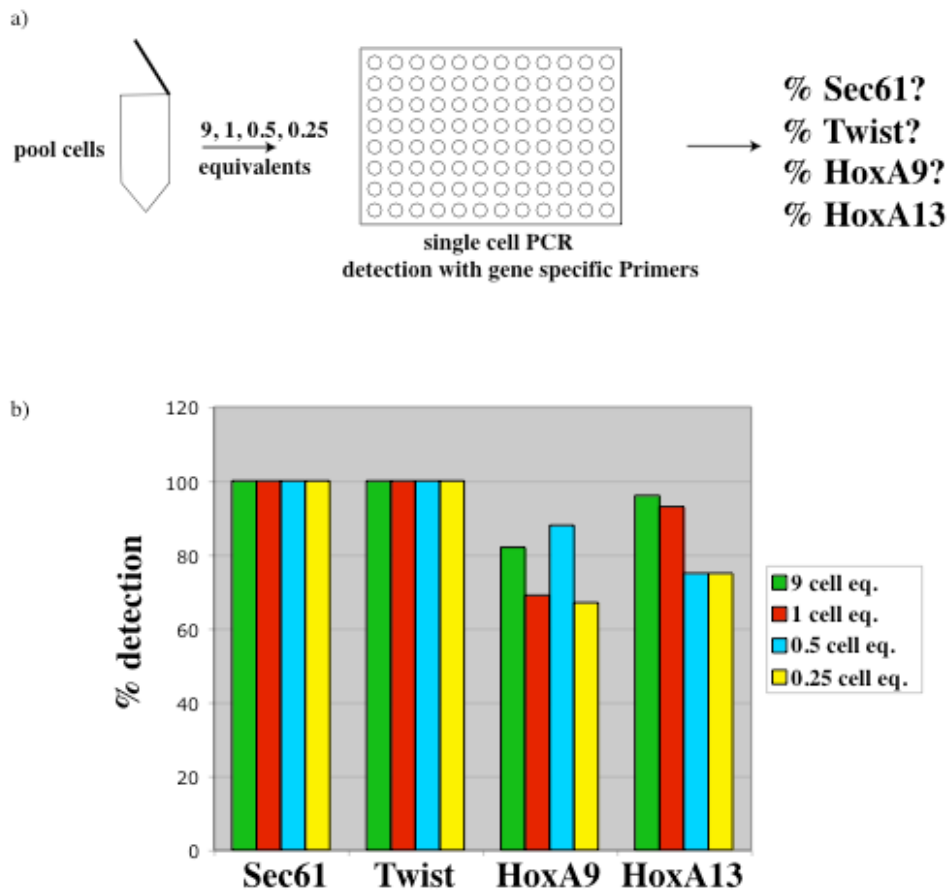 a)
pool cells
9, 1, 0.5, 0.25
equivalents
single cell PCR
detection with gene specific Primers
% Sec61?
% Twist?
% HoxA9?
% HoxA13
b)
% detection
120
100
80
60
40
20
0
Sec61
Twist
HoxA9
HoxA13
9 cell eq.
1 cell eq.
0.5 cell eq.
0.25 cell eq.